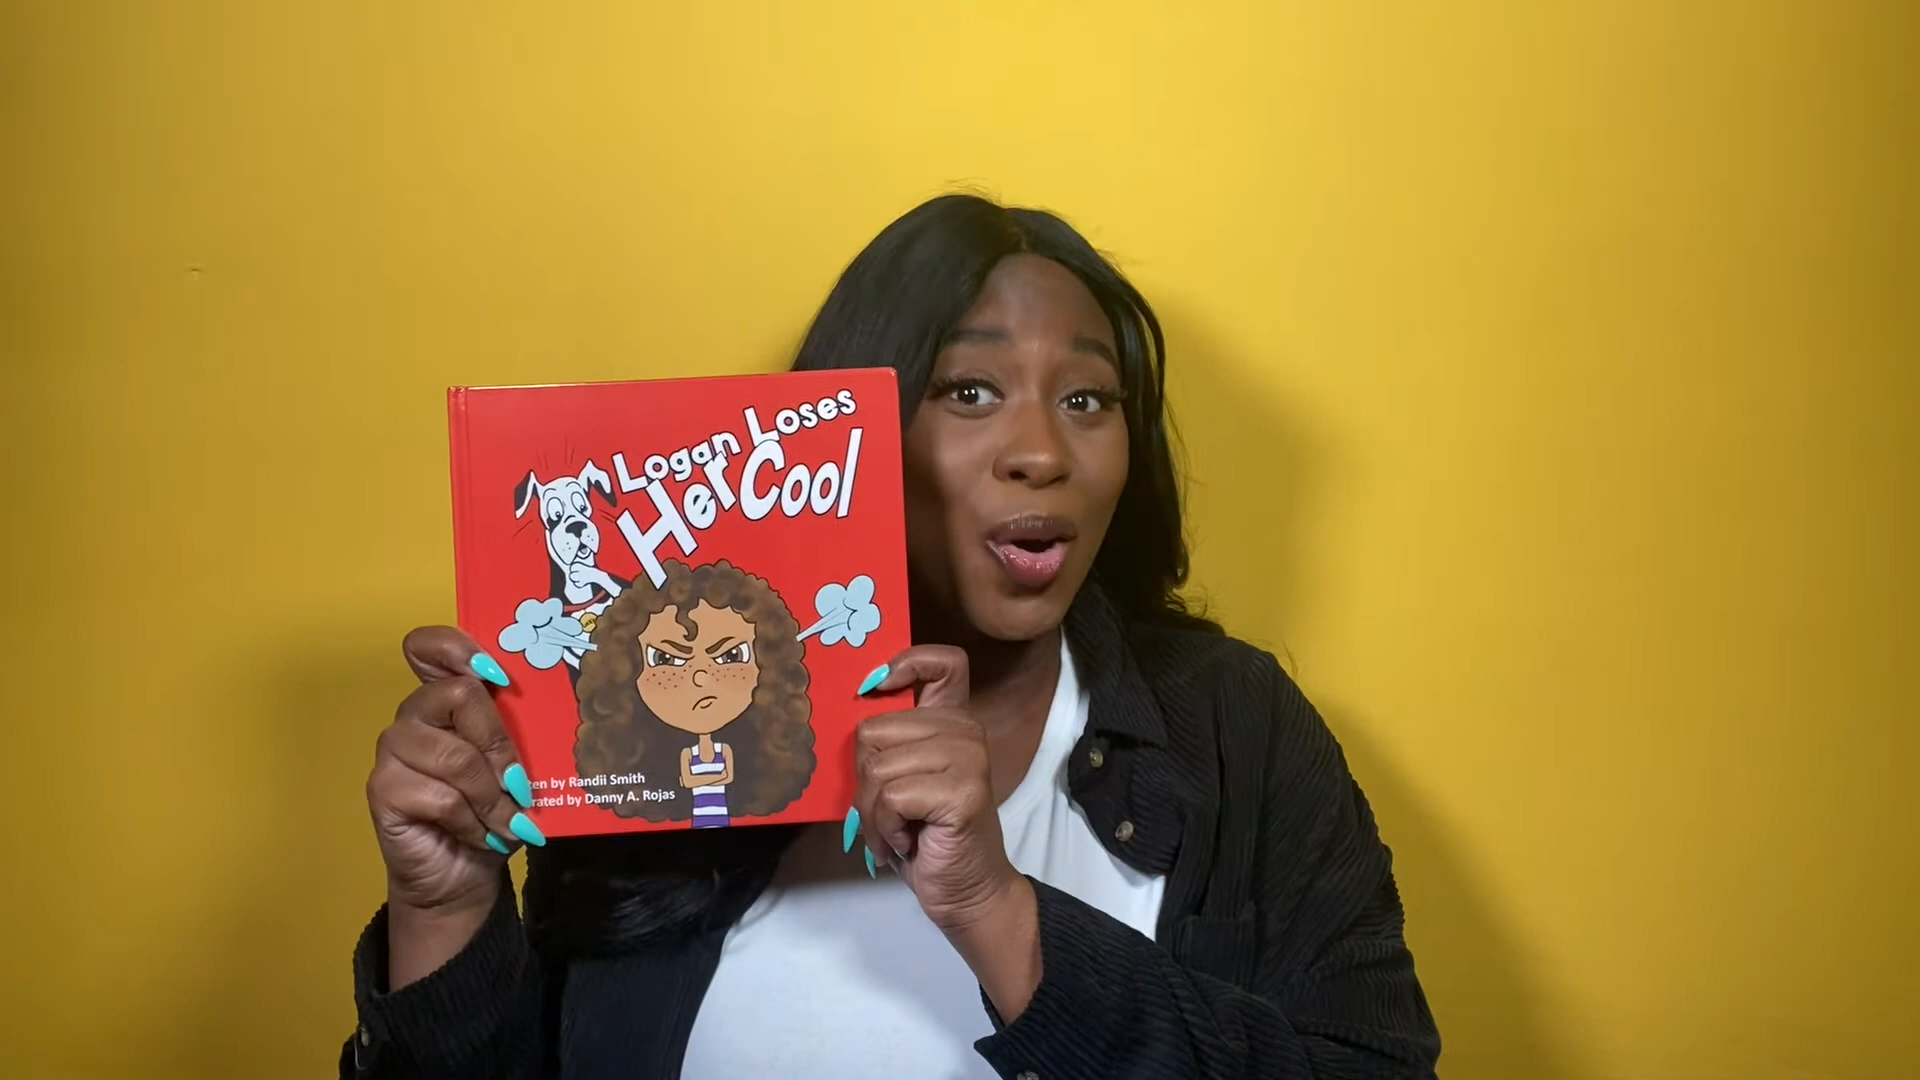 Logan Loses
Her Cool
by Randii Smith
by Danny A. Rojas